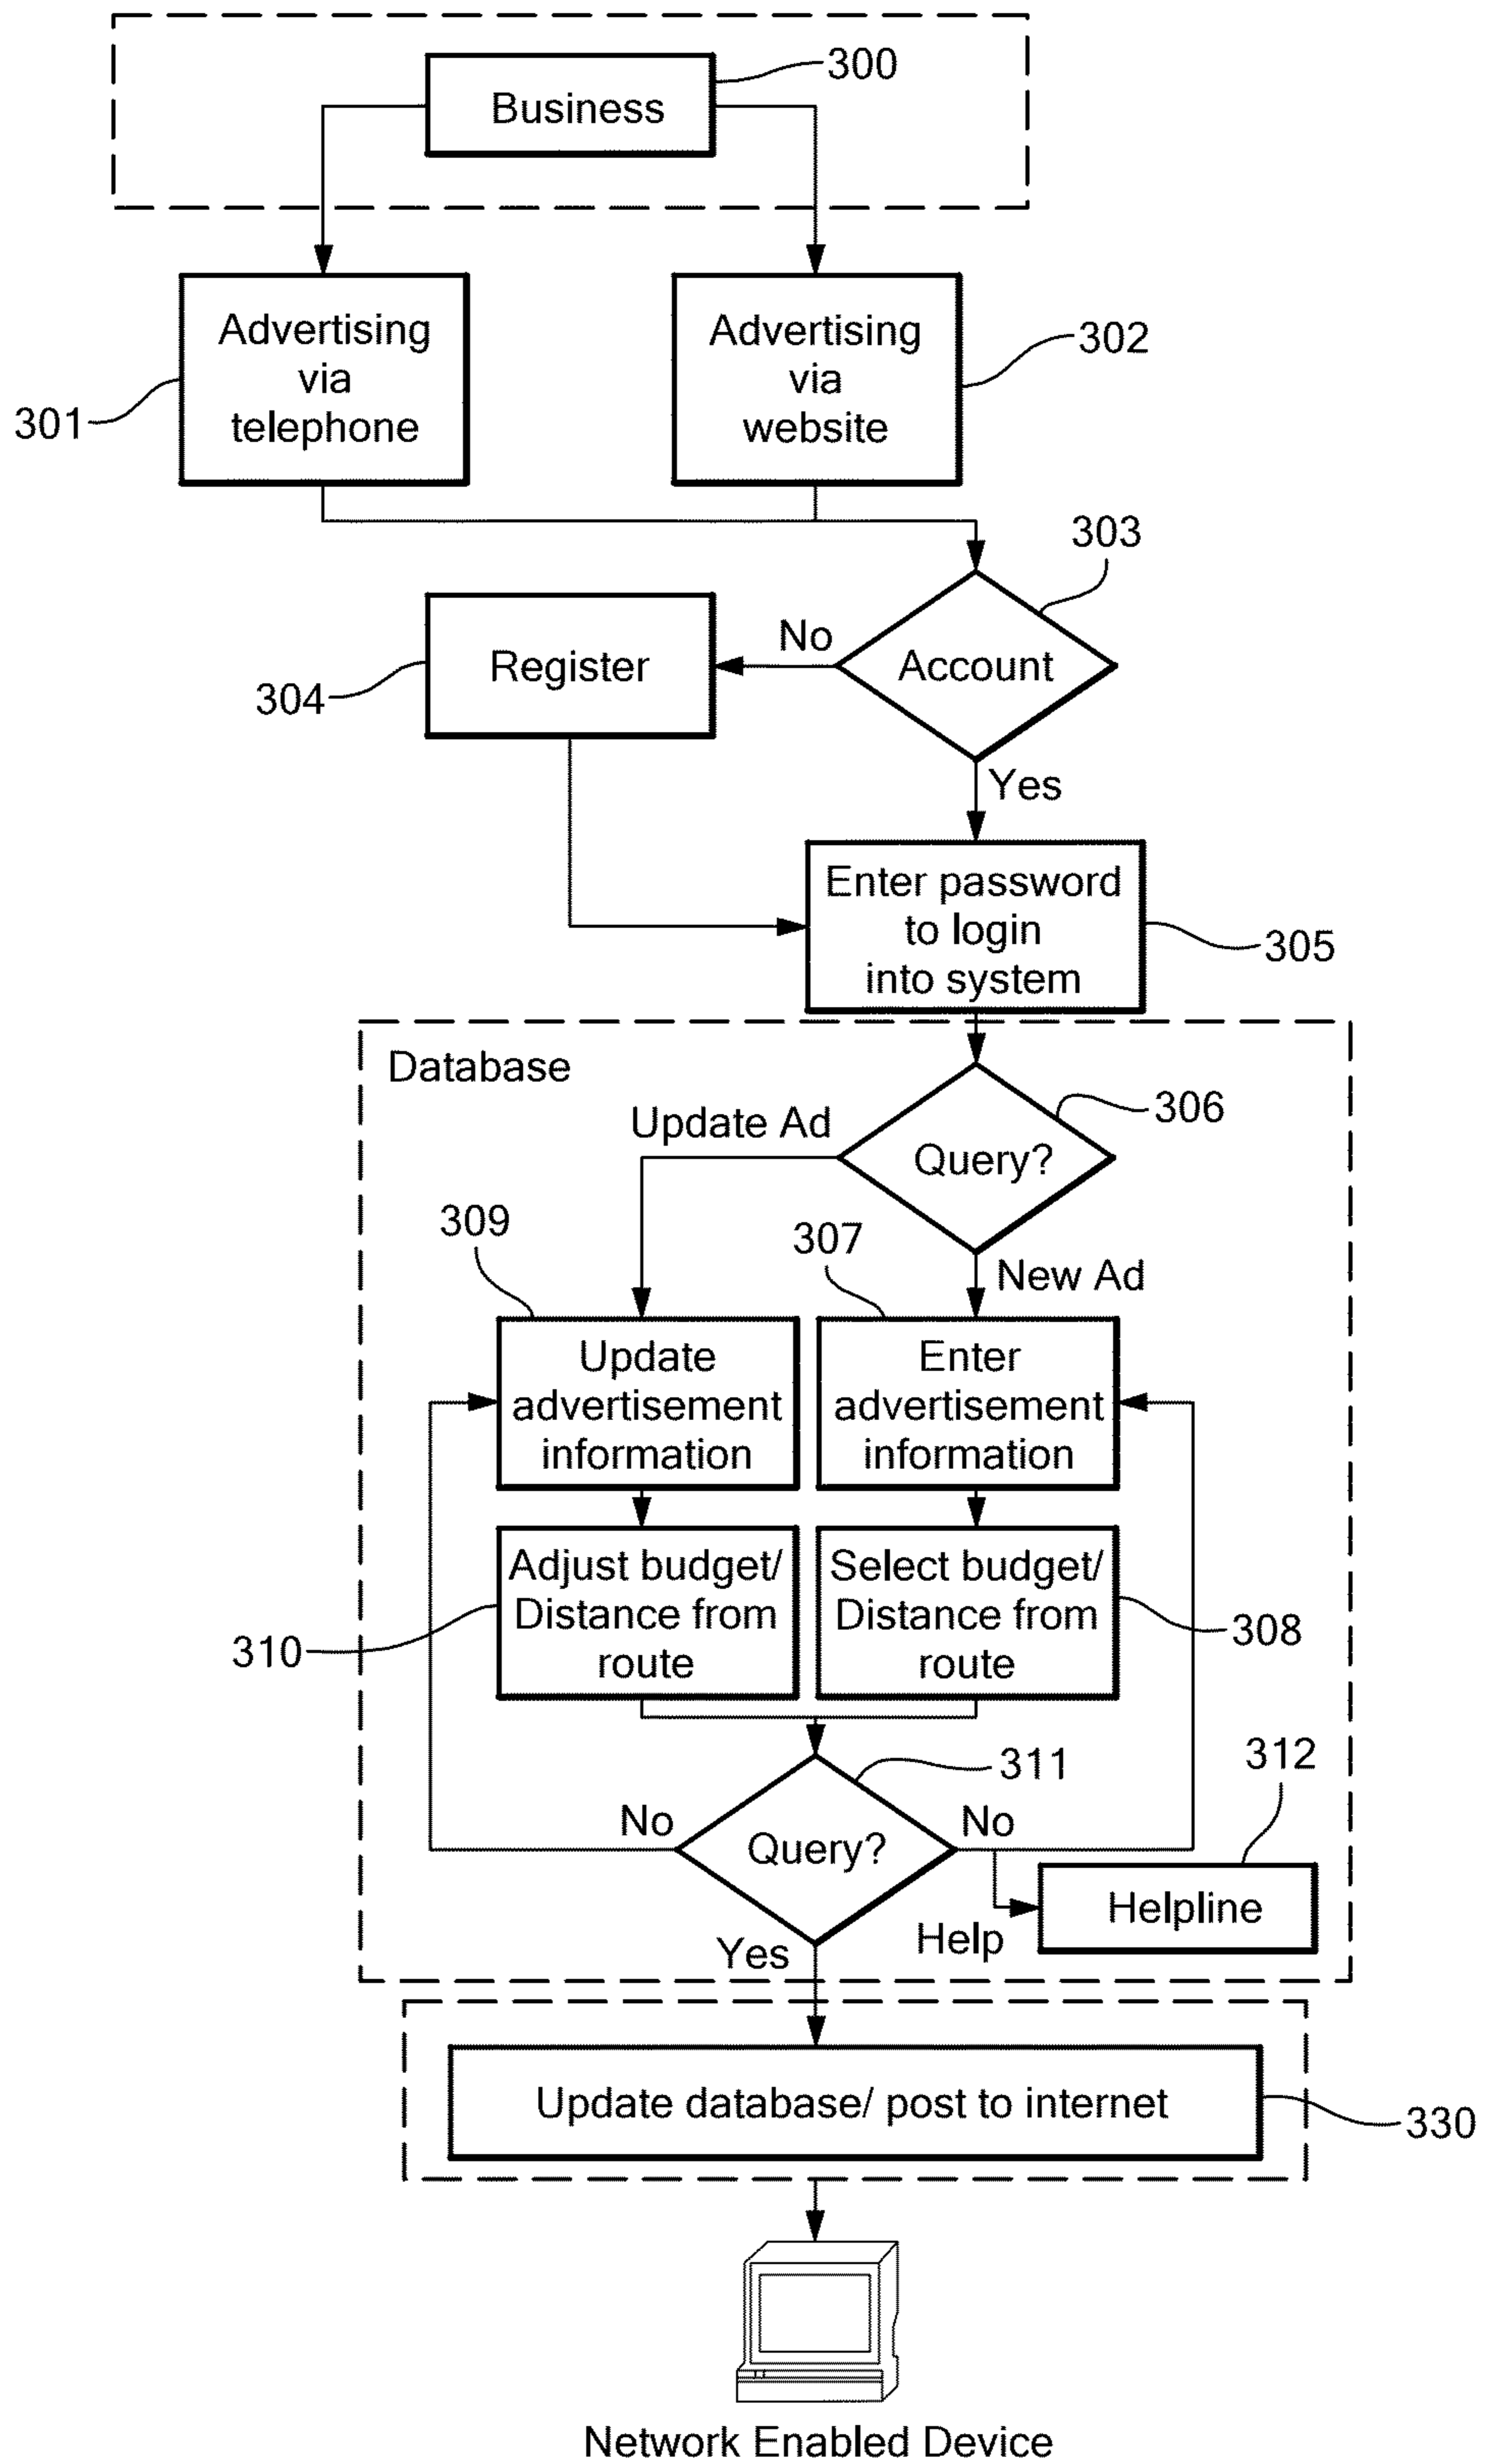 300
Business
Advertising
via
telephone
301
Advertising
via
website
302
303
Account
No
Register
304
Yes
Enter password
to login
into system
305
Database
306
Query?
Update Ad
New Ad
309
307
Update
advertisement
information
Enter
advertisement
information
Adjust budget/
Distance from
route
310
Select budget/
Distance from
route
308
311
Query?
No
No
312
Helpline
Help
Yes
Update database/ post to internet
330
Network Enabled Device